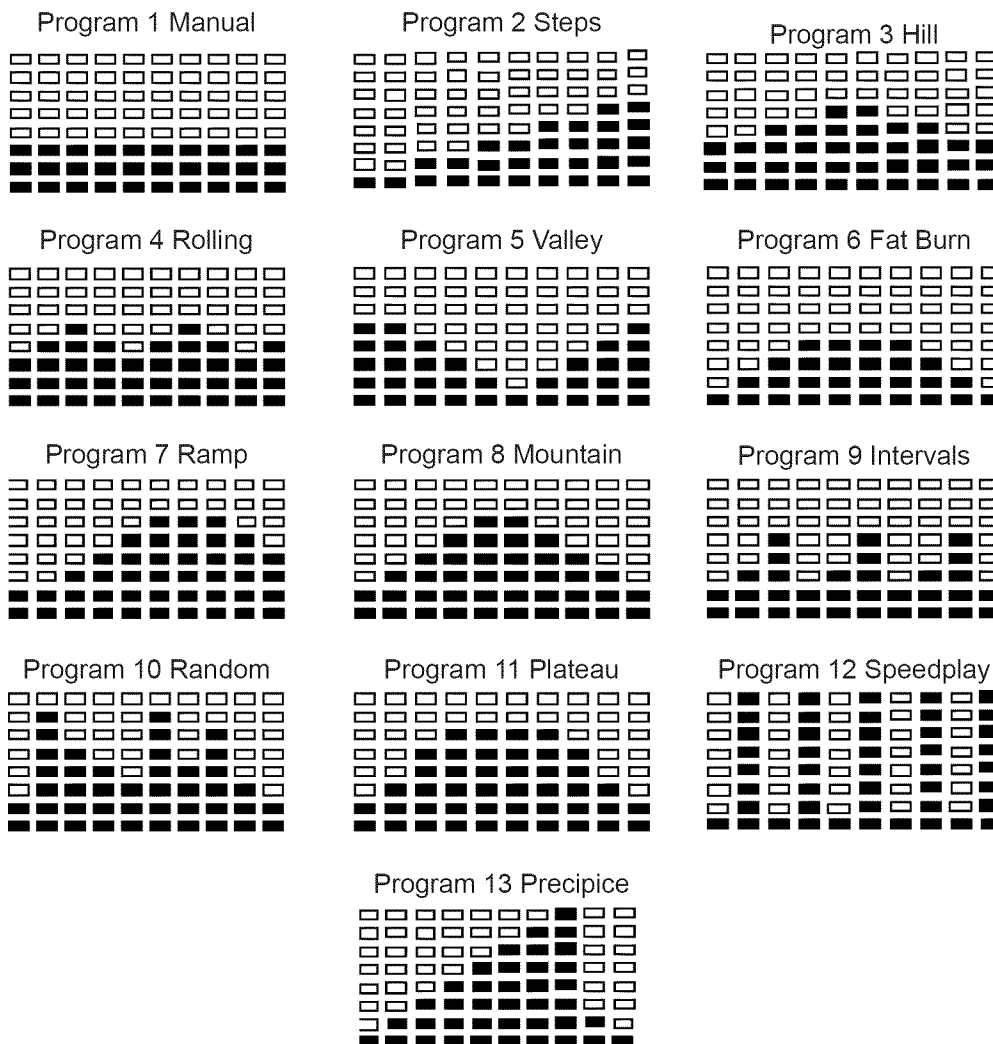 Program 1 Manual
Program 2 Steps
Program 3 Hill
Program 4 Rolling
Program 5 Valley
Program 6 Fat Burn
Program 7 Ramp
Program 8 Mountain
Program 9 Intervals
Program 10 Random
Program 11 Plateau
Program 12 Speedplay
Program 13 Precipice